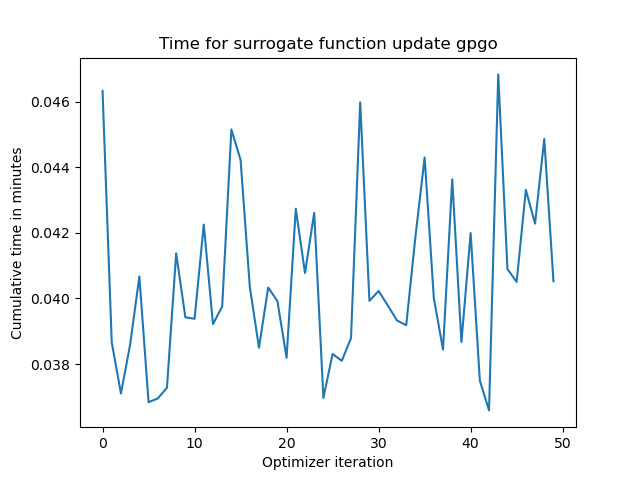 Time for surrogate function update gpgo
Cumulative time in minutes
0.046
0.044
0.042
0.040
0.038
0 10 20 30 40 50
Optimizer iteration